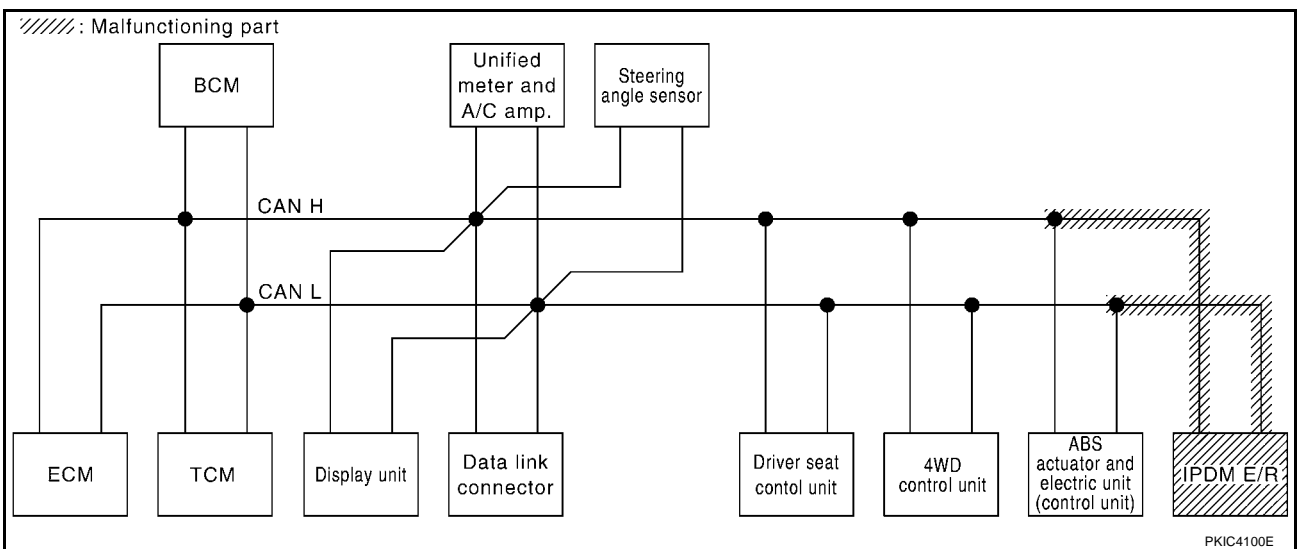 : Malfunctioning part
BCM
Unified
meter and
A/C amp.
Steering
angle sensor
CAN H
CAN L
ECM
TCM
Display unit
Data link
connector
Driver seat
contol unit
4WD
control unit
ABS
actuator and
electric unit
(control unit)
IPDM E/R
PKIC4100E